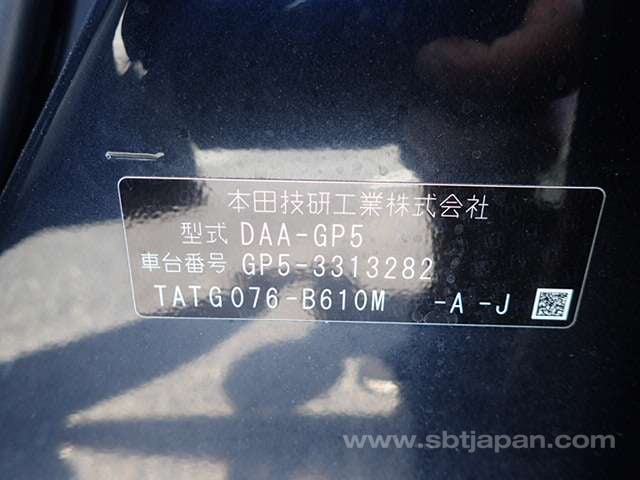 本田技研工業株式会社
型式 DAA-GP5
車台番号 GP5-3313282
TATG076-B610M -A -J
www.sbtjapan.com